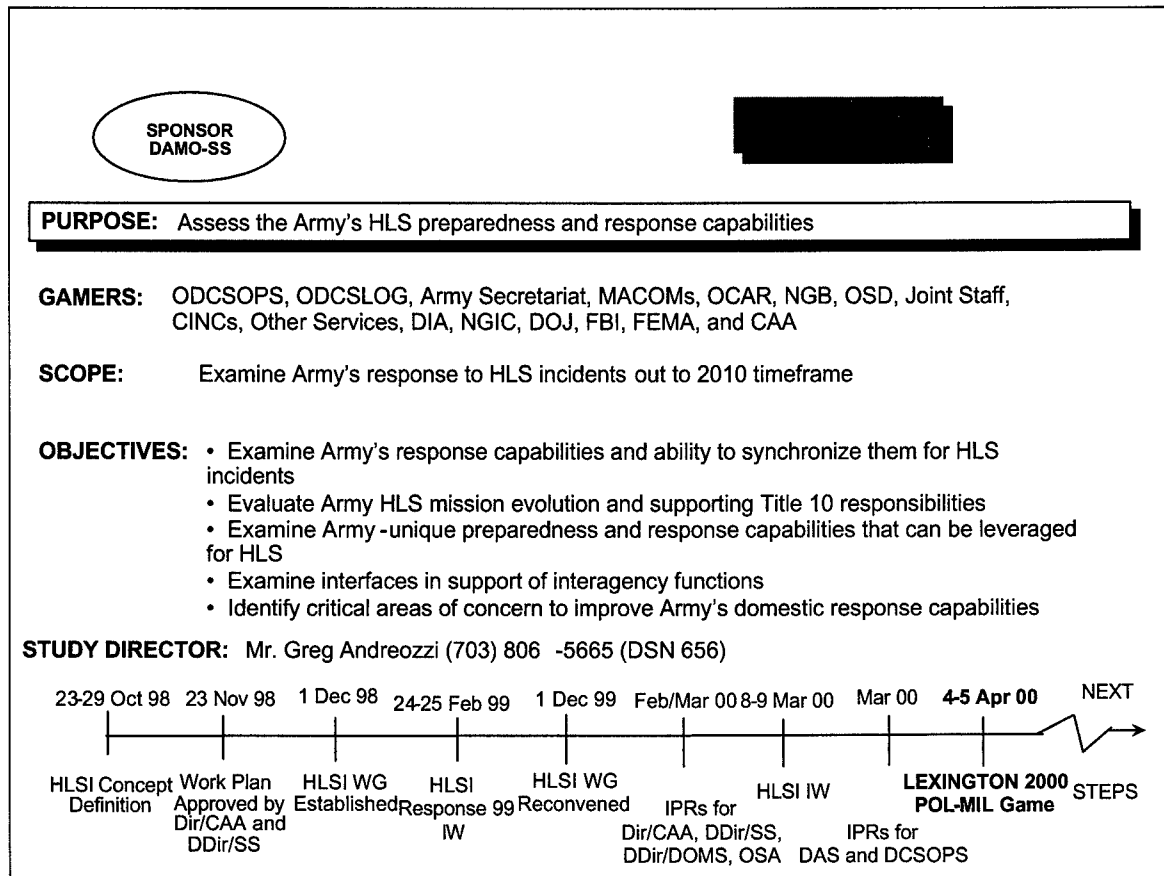 SPONSOR
DAMO-SS
PURPOSE: Assess the Army's HLS preparedness and response capabilities
GAMERS: ODCSOPS, ODCSLOG, Army Secretariat, MACOMs, OCAR, NGB, OSD, Joint Staff,
CINCs, Other Services, DIA, NGIC, DOJ, FBI, FEMA, and CAA
SCOPE: Examine Army's response to HLS incidents out to 2010 timeframe
OBJECTIVES: • Examine Army's response capabilities and ability to synchronize them for HLS
incidents
• Evaluate Army HLS mission evolution and supporting Title 10 responsibilities
• Examine Army -unique preparedness and response capabilities that can be leveraged
for HLS
• Examine interfaces in support of interagency functions
• Identify critical areas of concern to improve Army's domestic response capabilities
STUDY DIRECTOR: Mr. Greg Andreozzi (703) 806 -5665 (DSN 656)
23-29 Oct 98
HLSI Concept
Definition
23 Nov 98
Work Plan
Approved by
Dir/CAA and
DDir/SS
1 Dec 98
HLSI WG
Established
24-25 Feb 99
HLSI
Response 99
IW
1 Dec 99
HLSI WG
Reconvened
Feb/Mar 00
IPRs for
Dir/CAA, DDir/SS,
DDir/DOMS, OSA
8-9 Mar 00
HLSI IW
Mar 00
IPRs for
DAS and DCSOPS
4-5 Apr 00
LEXINGTON 2000
POL-MIL Game
NEXT
STEPS